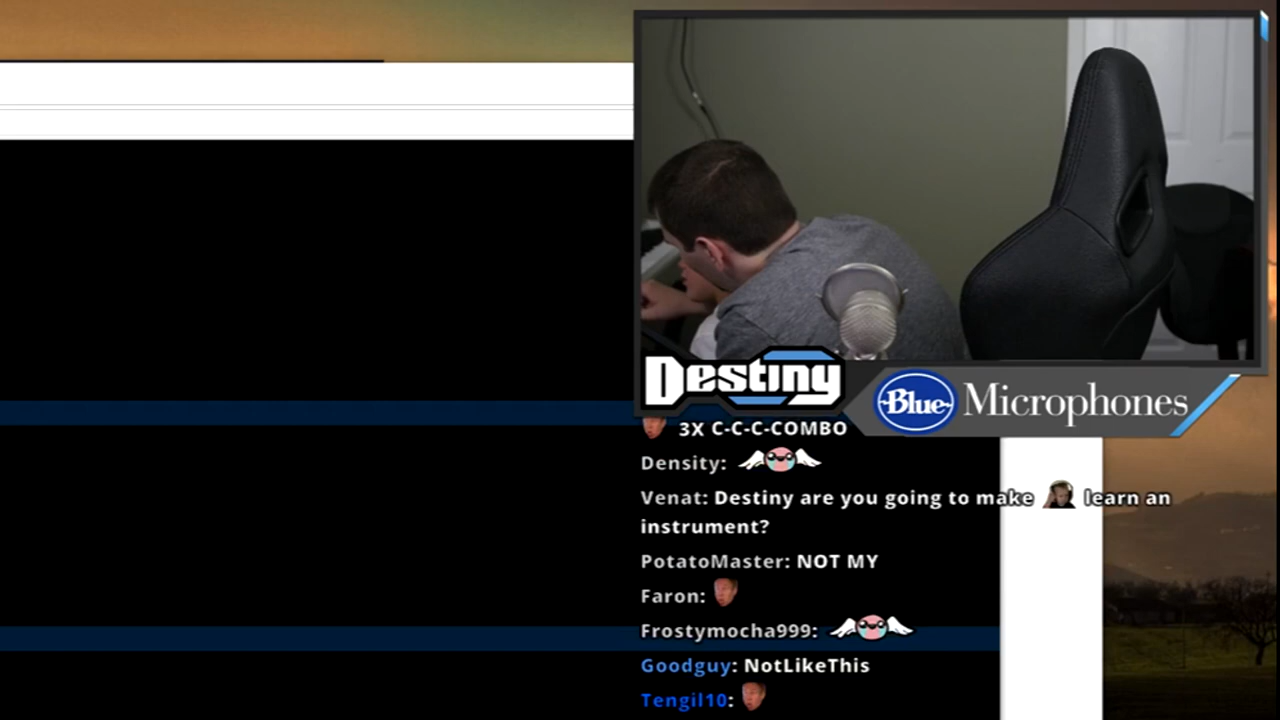 Destiny
Blue
Microphones
3X C-C-C-COMBO
Density:
Venat: Destiny are you going to make learn an
instrument?
PotatoMaster: NOT MY
Faron:
Frostymocha999:
Goodguy: NotLikeThis
Tengil10: